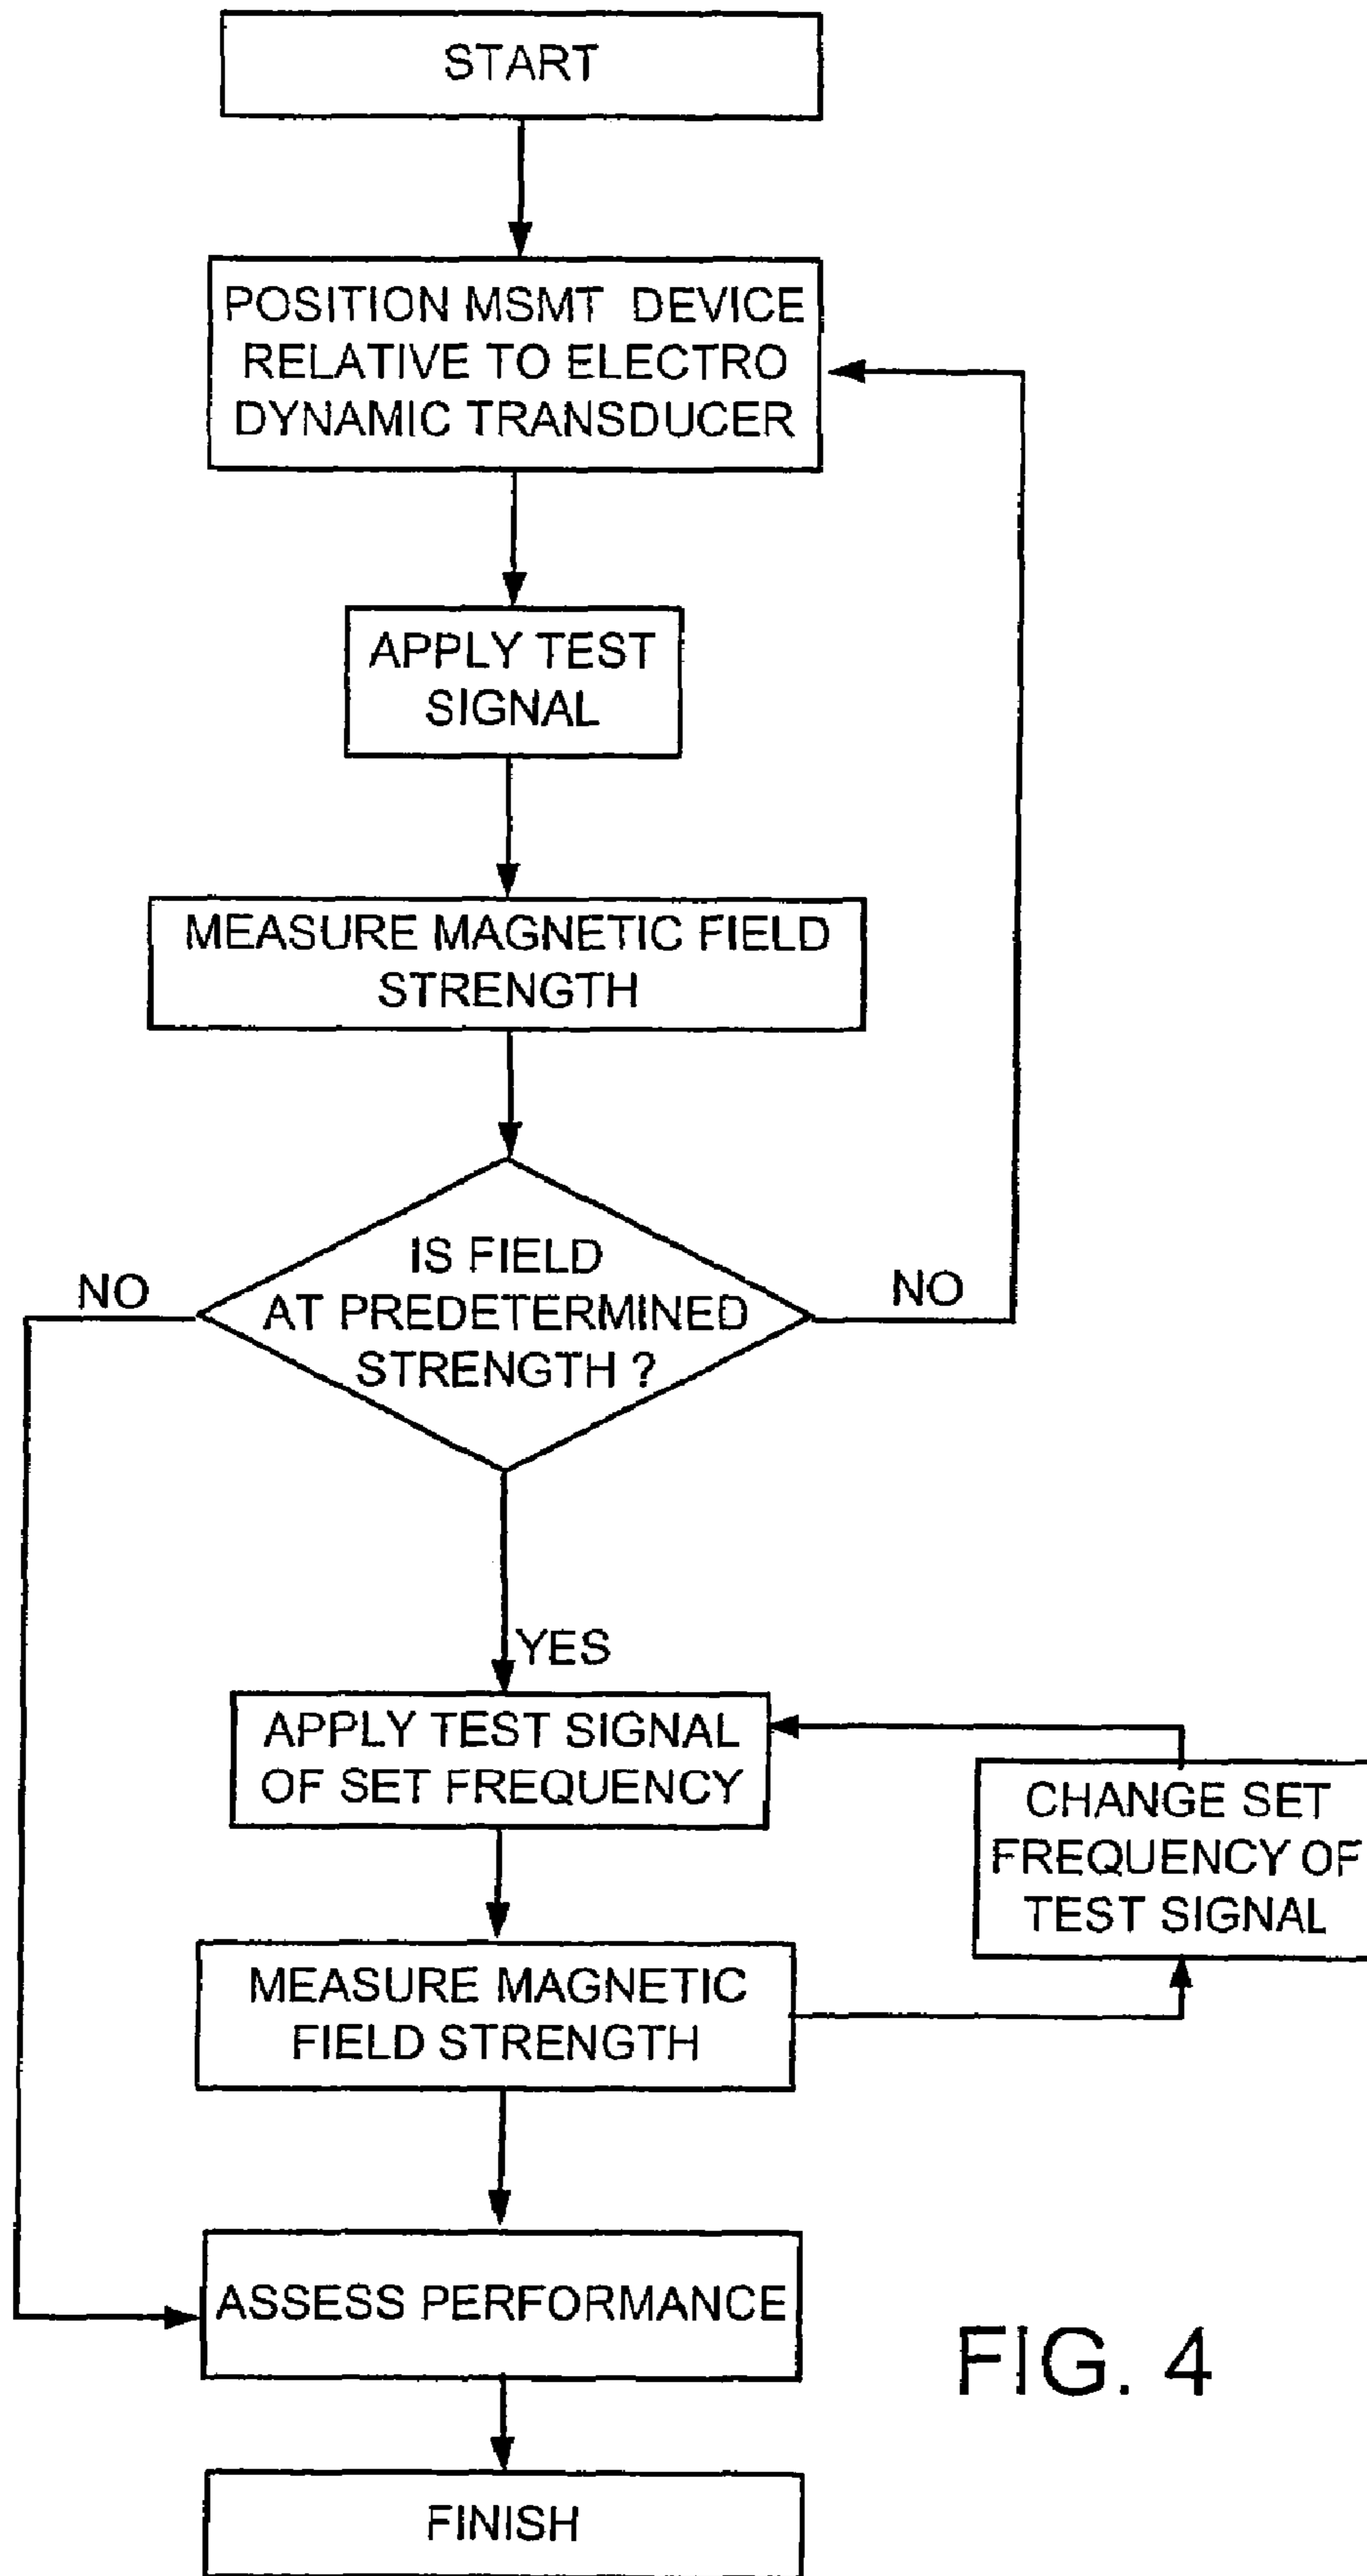 START
POSITION MSMT DEVICE
RELATIVE TO ELECTRO
DYNAMIC TRANSDUCER
APPLY TEST
SIGNAL
MEASURE MAGNETIC FIELD
STRENGTH
IS FIELD
AT PREDETERMINED
STRENGTH ?
NO
NO
YES
APPLY TEST SIGNAL
OF SET FREQUENCY
CHANGE SET
FREQUENCY OF
TEST SIGNAL
MEASURE MAGNETIC
FIELD STRENGTH
ASSESS PERFORMANCE
FIG. 4
FINISH